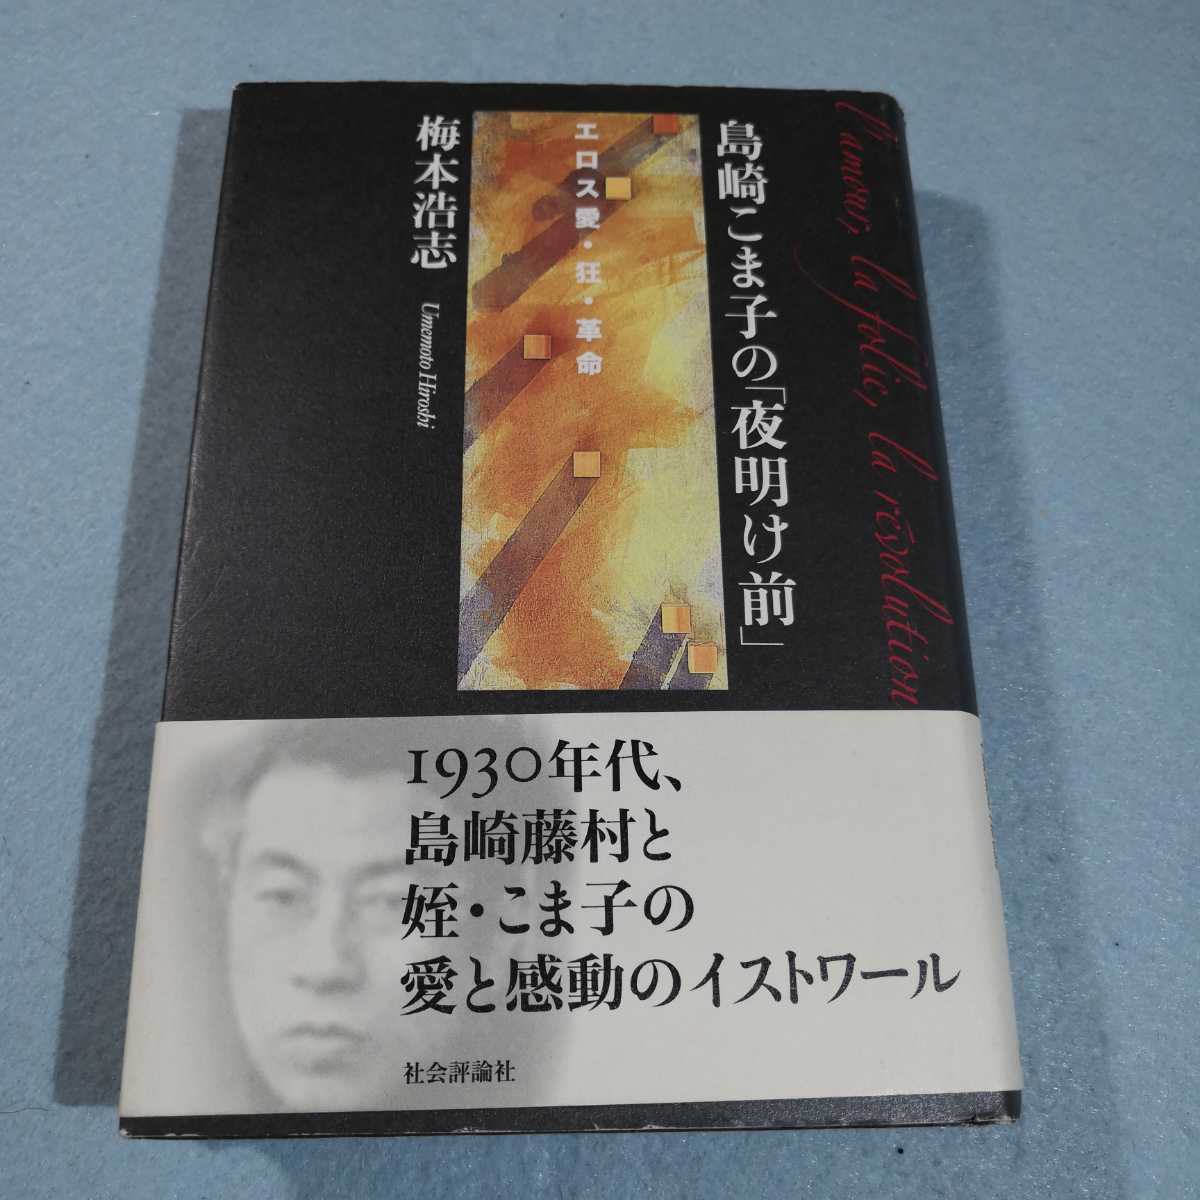 L'amour, la folie, la révolution
島崎こま子の「夜明け前」
エロス愛・狂・革命
梅本浩志
Umemoto Hiroshi
1930年代、
島崎藤村と
姪・こま子の
愛と感動のイストワール
社会評論社